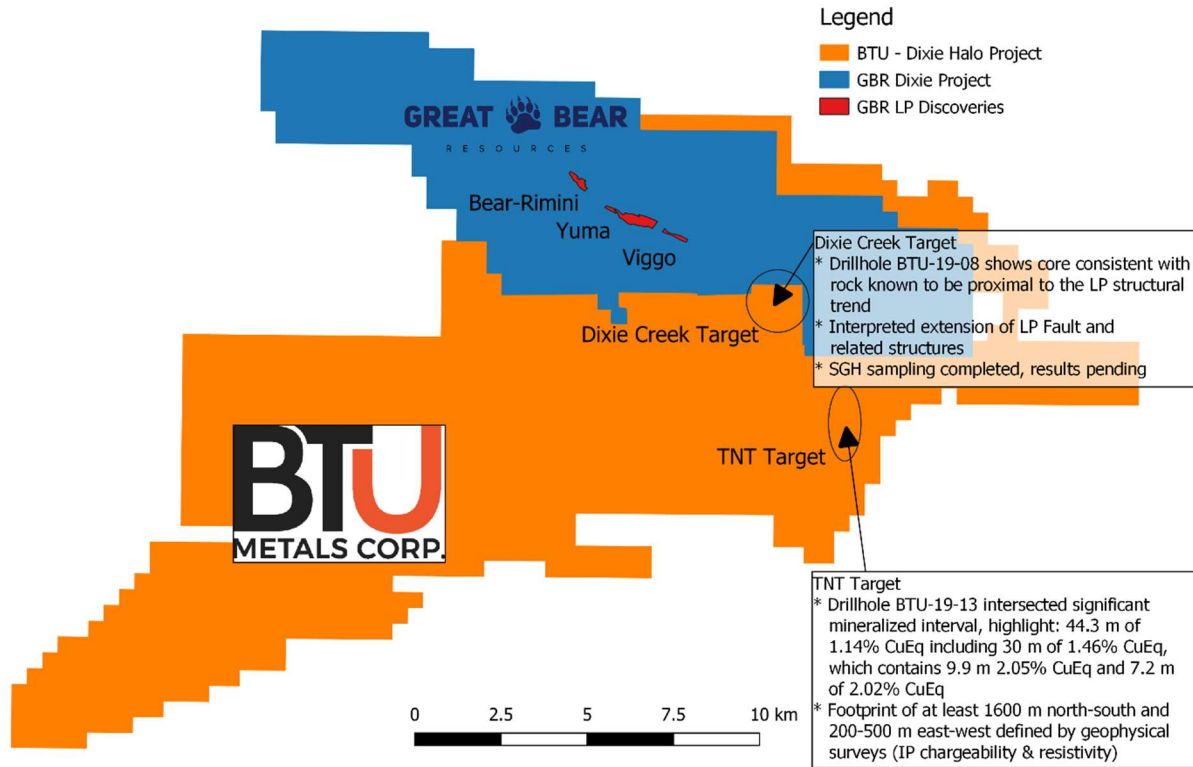 Legend
BTU - Dixie Halo Project
GBR Dixie Project
GBR LP Discoveries
GREAT BEAR
RESOURCES
Bear-Rimini
Yuma
Viggo
Dixie Creek Target
Dixie Creek Target
* Drillhole BTU-19-08 shows core consistent with
rock known to be proximal to the LP structural
trend
* Interpreted extension of LP Fault and
related structures
* SGH sampling completed, results pending
TNT Target
BTU
METALS CORP.
TNT Target
* Drillhole BTU-19-13 intersected significant
mineralized interval, highlight: 44.3 m of
1.14% CuEq including 30 m of 1.46% CuEq,
which contains 9.9 m 2.05% CuEq and 7.2 m
of 2.02% CuEq
* Footprint of at least 1600 m north-south and
200-500 m east-west defined by geophysical
surveys (IP chargeability & resistivity)
0 2.5 5 7.5 10 km